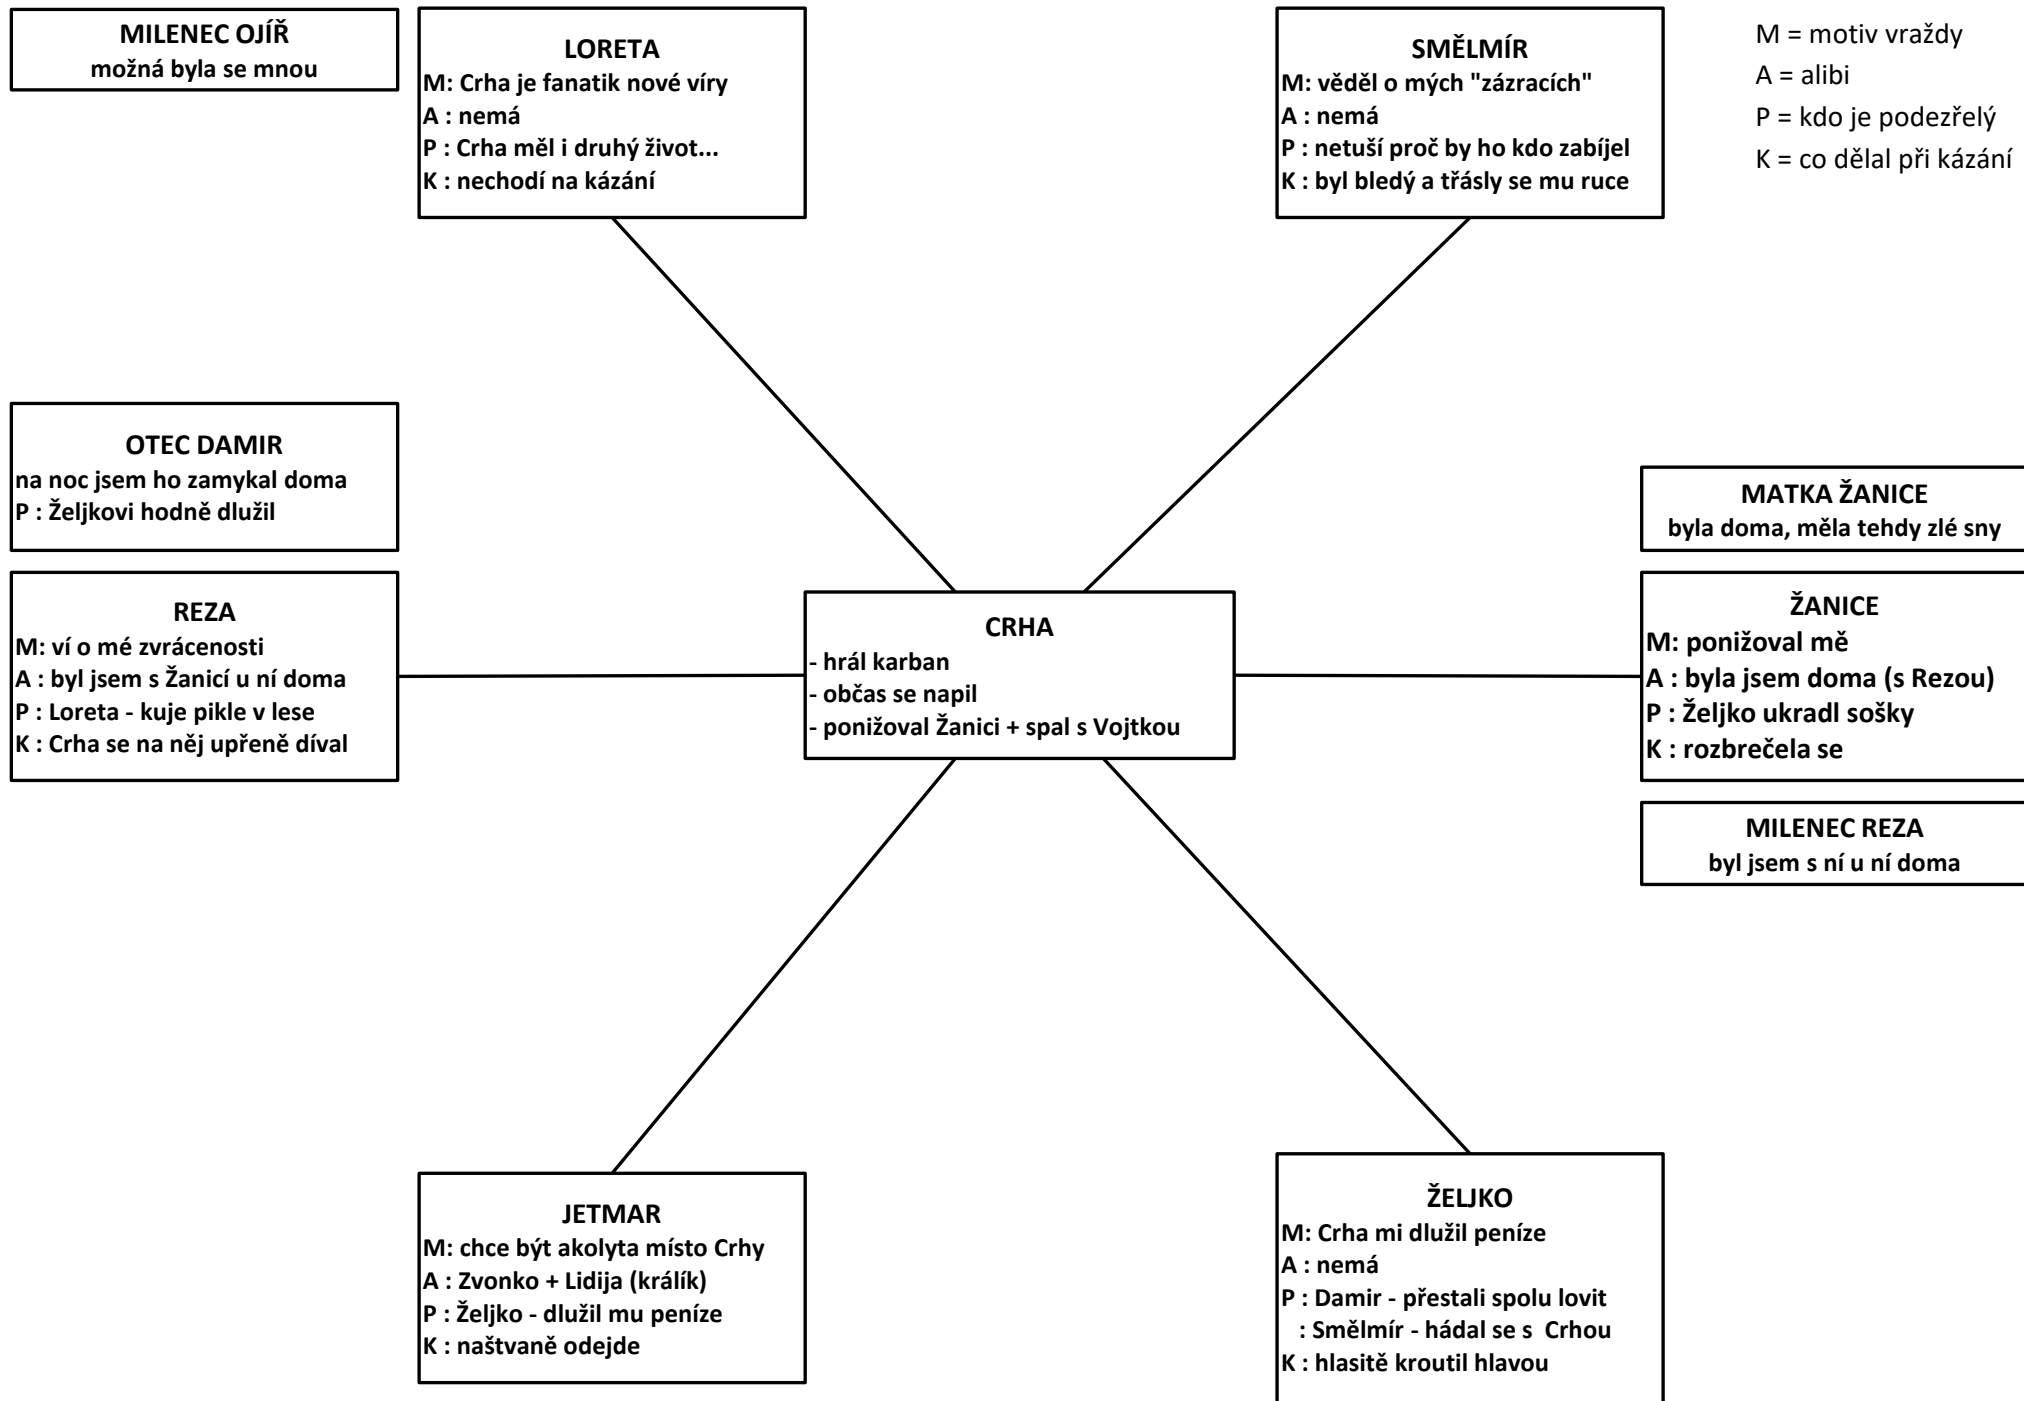 MILENEC OJÍŘ
možná byla se mnou
LORETA
M: Crha je fanatik nové víry
A : nemá
P : Crha měl i druhý život...
K : nechodí na kázání
SMĚLMÍR
M: věděl o mých "zázracích"
A : nemá
P : netuší proč by ho kdo zabíjel
K : byl bledý a třásly se mu ruce
M = motiv vraždy
A = alibi
P = kdo je podezřelý
K = co dělal při kázání
OTEC DAMIR
na noc jsem ho zamykal doma
P : Željkovi hodně dlužil
MATKA ŽANICE
byla doma, měla tehdy zlé sny
REZA
M: ví o mé zvrácenosti
A : byl jsem s Žanicí u ní doma
P : Loreta - kuje pikle v lese
K : Crha se na něj upřeně díval
CRHA
- hrál karban
- občas se napil
- ponižoval Žanici + spal s Vojtkou
ŽANICE
M: ponižoval mě
A : byla jsem doma (s Rezou)
P : Željko ukradl sošky
K : rozbrečela se
MILENEC REZA
byl jsem s ní u ní doma
JETMAR
M: chce být akolyta místo Crhy
A : Zvonko + Lidija (králík)
P : Željko - dlužil mu peníze
K : naštvaně odejde
ŽELJKO
M: Crha mi dlužil peníze
A : nemá
P : Damir - přestali spolu lovit
: Smělmír - hádal se s Crhou
K : hlasitě kroutil hlavou